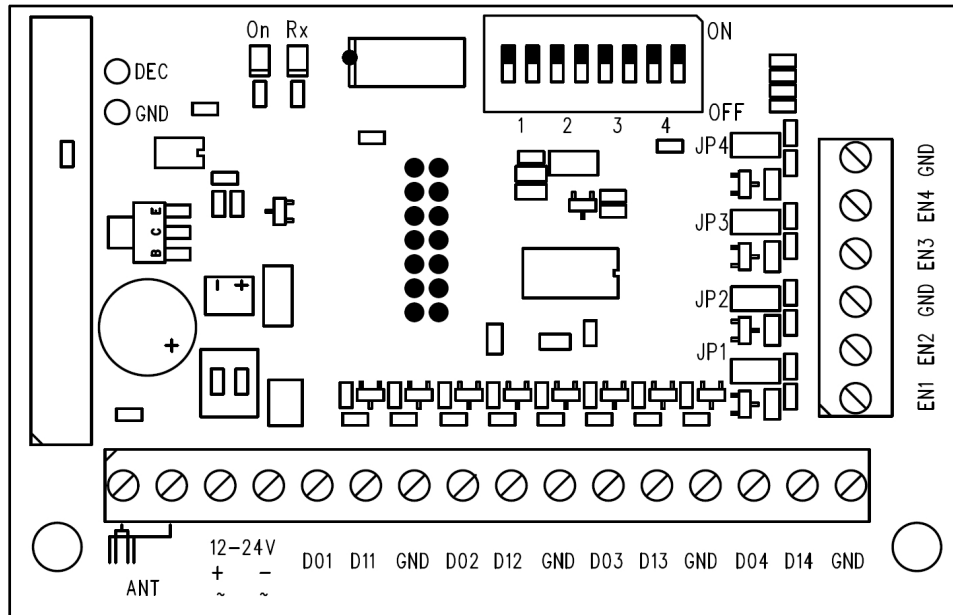 On Rx
ON
DEC
GND
OFF
1 2 3 4
JP4
JP3
JP2
JP1
E
C
B
- +
+
GND
EN4
EN3
GND
EN2
EN1
12-24V
D01 D11 GND D02 D12 GND D03 D13 GND D04 D14 GND
+ -
~ ~
ANT